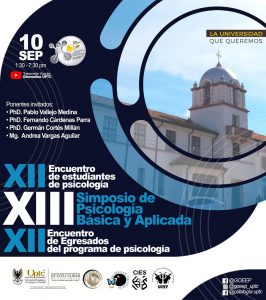 10
SEP
1:30 - 7:30 pm
LA UNIVERSIDAD
QUE QUEREMOS
YouTube
Ponentes invitados:
• PhD. Pablo Vallejo Medina
• PhD. Fernando Cárdenas Parra
• PhD. Germán Cortés Millán
• Mg. Andrea Vargas Aguilar
XII Encuentro
de estudiantes
de psicología
XIII Simposio de
Psicología
Básica y Aplicada
XII Encuentro
de Egresados
del programa de psicología
Uptc
CIES
@GOEEP
@goeep_uptc